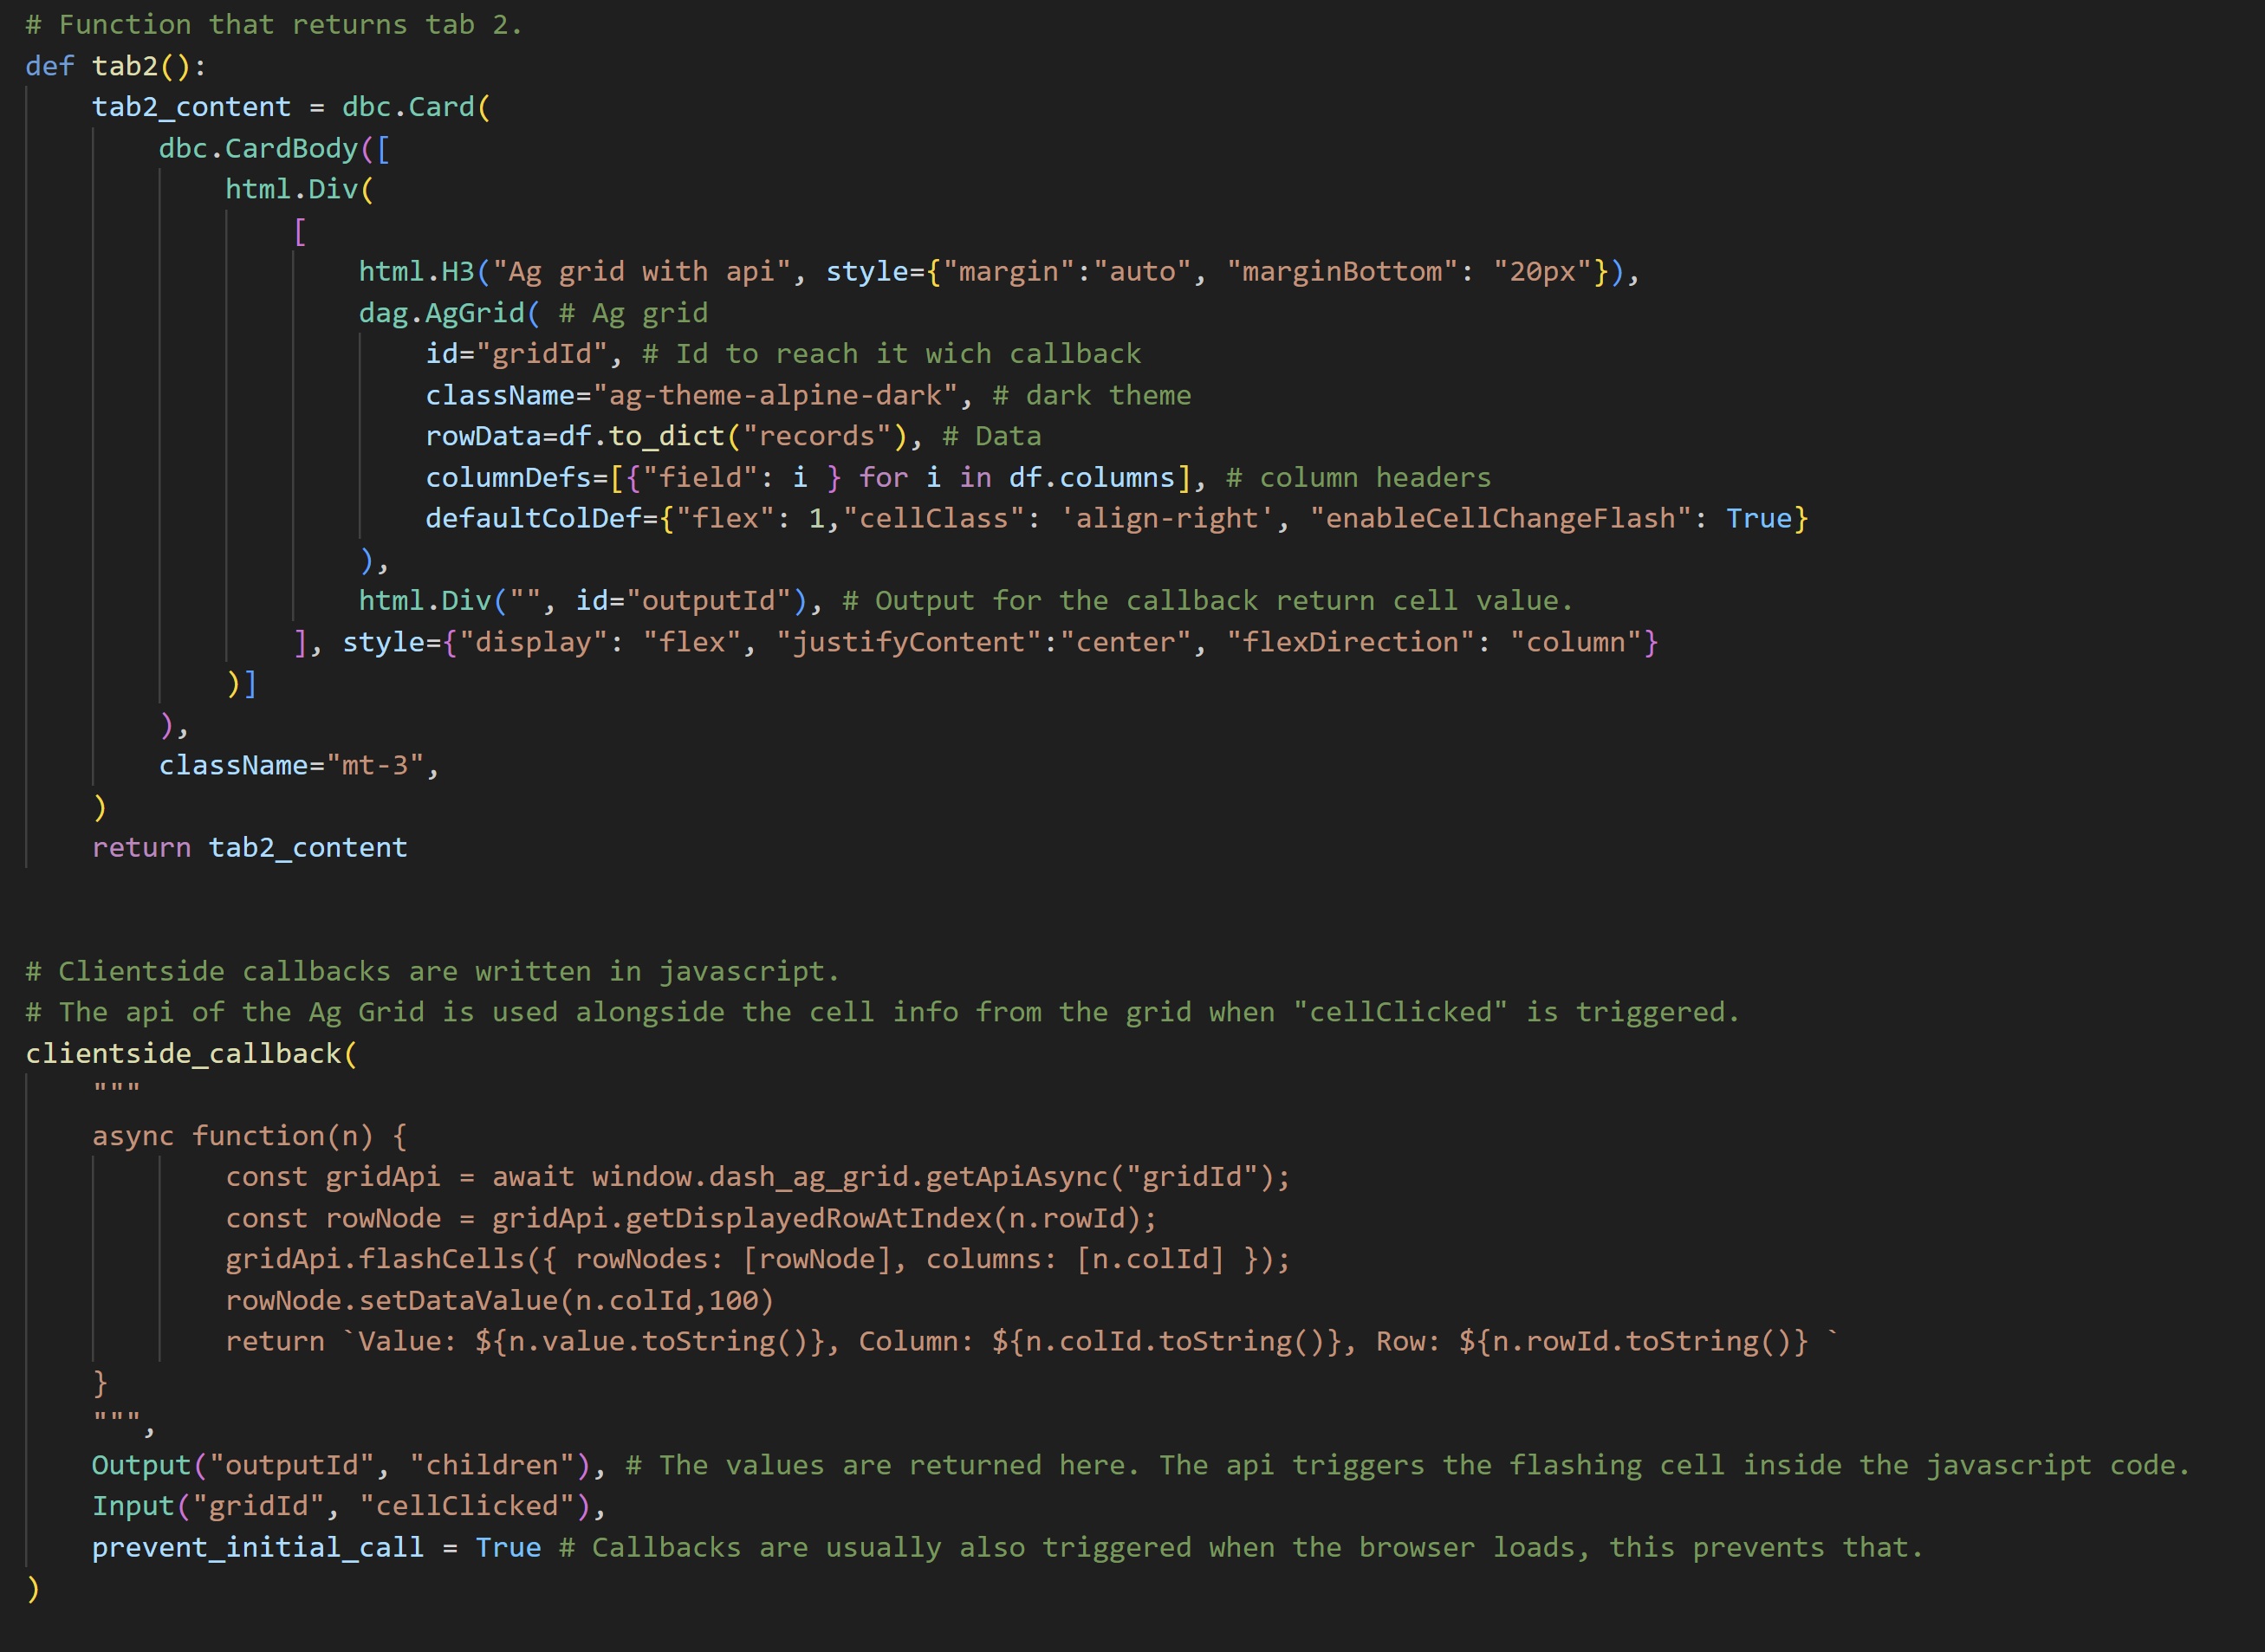 # Function that returns tab 2.
def tab2():
    tab2_content = dbc.Card(
        dbc.CardBody([
            html.Div(
                [
                    html.H3("Ag grid with api", style={"margin":"auto", "marginBottom": "20px"}),
                    dag.AgGrid( # Ag grid
                        id="gridId", # Id to reach it wich callback
                        className="ag-theme-alpine-dark", # dark theme
                        rowData=df.to_dict("records"), # Data
                        columnDefs=[{"field": i } for i in df.columns], # column headers
                        defaultColDef={"flex": 1,"cellClass": 'align-right', "enableCellChangeFlash": True}
                    ),
                    html.Div("", id="outputId"), # Output for the callback return cell value.
                ], style={"display": "flex", "justifyContent":"center", "flexDirection": "column"}
            )]
        ),
        className="mt-3",
    )
    return tab2_content
# Clientside callbacks are written in javascript.
# The api of the Ag Grid is used alongside the cell info from the grid when "cellClicked" is triggered.
clientside_callback(
    """
    async function(n) {
            const gridApi = await window.dash_ag_grid.getApiAsync("gridId");
            const rowNode = gridApi.getDisplayedRowAtIndex(n.rowId);
            gridApi.flashCells({ rowNodes: [rowNode], columns: [n.colId] });
            rowNode.setDataValue(n.colId,100)
            return `Value: ${n.value.toString()}, Column: ${n.colId.toString()}, Row: ${n.rowId.toString()} `
    }
    """,
    Output("outputId", "children"), # The values are returned here. The api triggers the flashing cell inside the javascript code.
    Input("gridId", "cellClicked"),
    prevent_initial_call = True # Callbacks are usually also triggered when the browser loads, this prevents that.
)